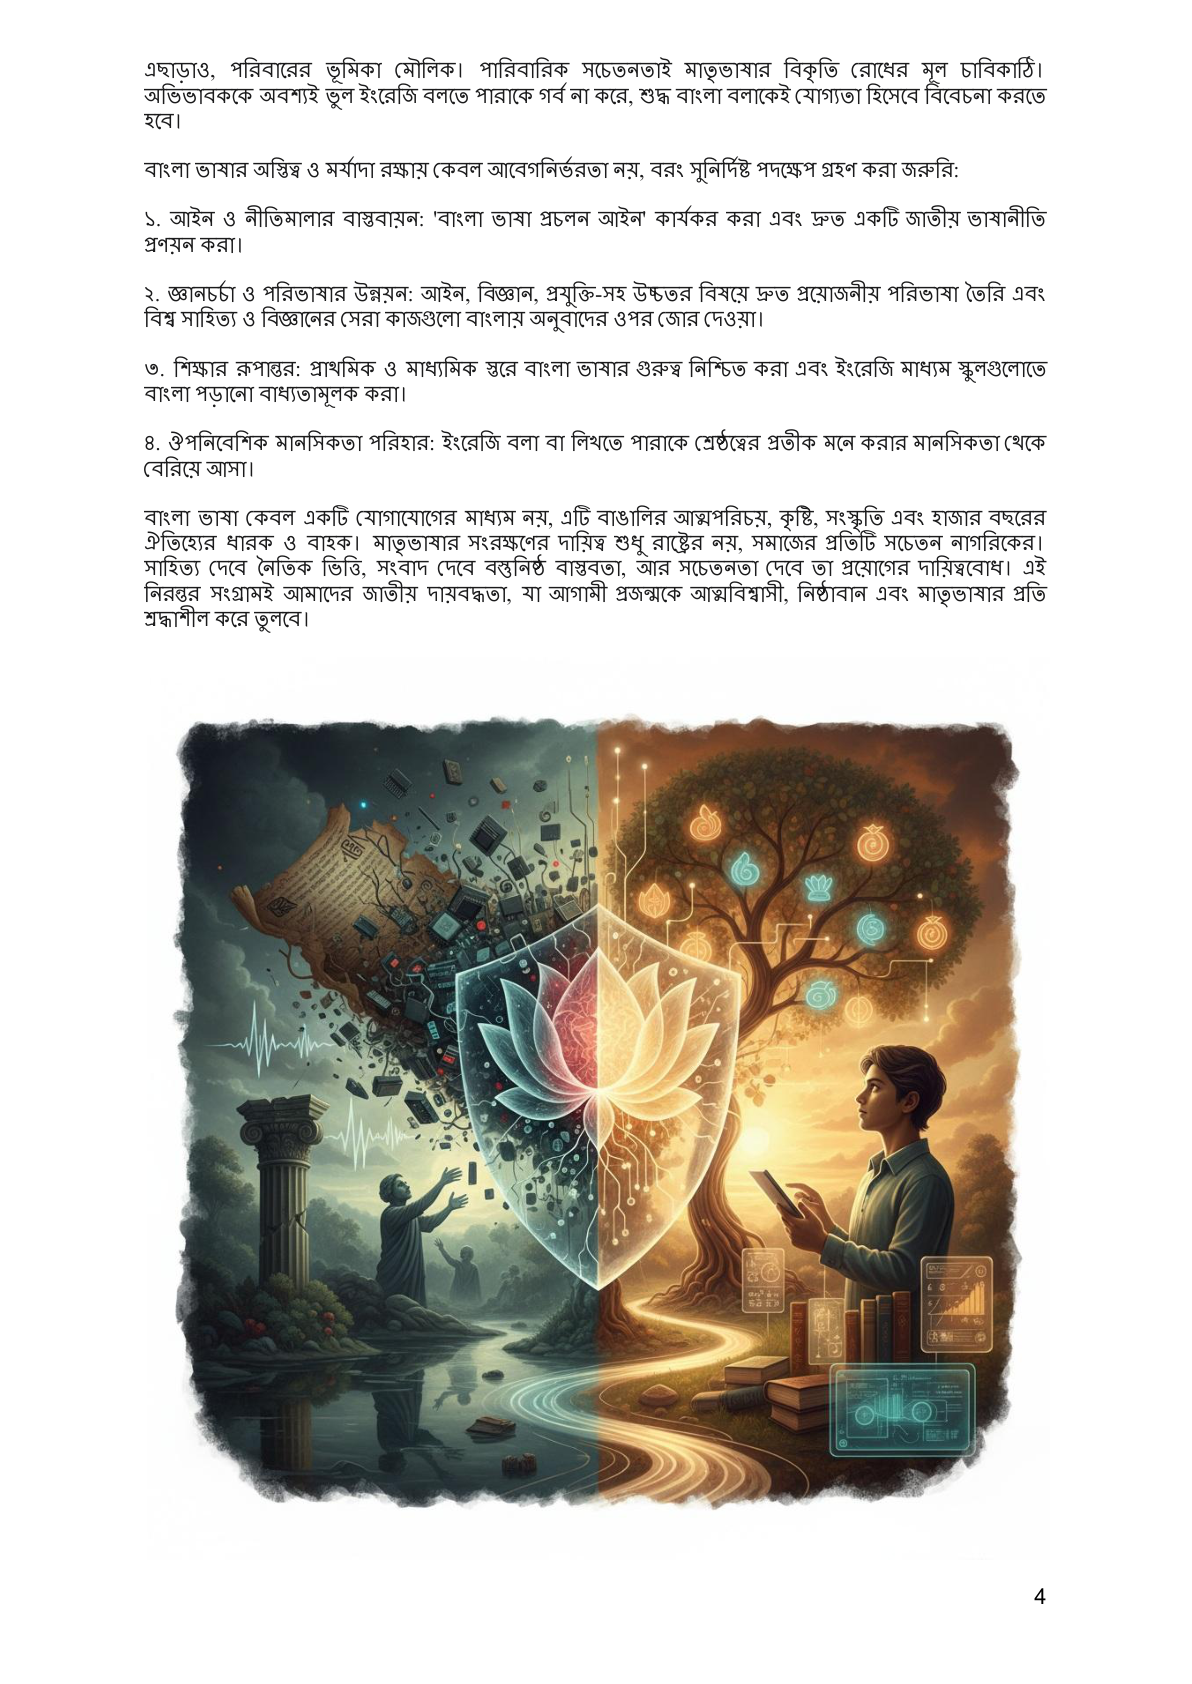 এছাড়াও, পরিবারের ভূমিকা মৌলিক। পারিবারিক সচেতনতাই মাতৃভাষার বিকৃতি রোধের মূল চাবিকাঠি।
অভিভাবককে অবশ্যই ভুল ইংরেজি বলতে পারাকে গর্ব না করে, শুদ্ধ বাংলা বলাকেই যোগ্যতা হিসেবে বিবেচনা করতে
হবে।
বাংলা ভাষার অস্তিত্ব ও মর্যাদা রক্ষায় কেবল আবেগনির্ভরতা নয়, বরং সুনির্দিষ্ট পদক্ষেপ গ্রহণ করা জরুরি:
১. আইন ও নীতিমালার বাস্তবায়ন: 'বাংলা ভাষা প্রচলন আইন' কার্যকর করা এবং দ্রুত একটি জাতীয় ভাষানীতি
প্রণয়ন করা।
২. জ্ঞানচর্চা ও পরিভাষার উন্নয়ন: আইন, বিজ্ঞান, প্রযুক্তি-সহ উচ্চতর বিষয়ে দ্রুত প্রয়োজনীয় পরিভাষা তৈরি এবং
বিশ্ব সাহিত্য ও বিজ্ঞানের সেরা কাজগুলো বাংলায় অনুবাদের ওপর জোর দেওয়া।
৩. শিক্ষার রূপান্তর: প্রাথমিক ও মাধ্যমিক স্তরে বাংলা ভাষার গুরুত্ব নিশ্চিত করা এবং ইংরেজি মাধ্যম স্কুলগুলোতে
বাংলা পড়ানো বাধ্যতামূলক করা।
৪. ঔপনিবেশিক মানসিকতা পরিহার: ইংরেজি বলা বা লিখতে পারাকে শ্রেষ্ঠত্বের প্রতীক মনে করার মানসিকতা থেকে
বেরিয়ে আসা।
বাংলা ভাষা কেবল একটি যোগাযোগের মাধ্যম নয়, এটি বাঙালির আত্মপরিচয়, কৃষ্টি, সংস্কৃতি এবং হাজার বছরের
ঐতিহ্যের ধারক ও বাহক। মাতৃভাষার সংরক্ষণের দায়িত্ব শুধু রাষ্ট্রের নয়, সমাজের প্রতিটি সচেতন নাগরিকের।
সাহিত্য দেবে নৈতিক ভিত্তি, সংবাদ দেবে বস্তুনিষ্ঠ বাস্তবতা, আর সচেতনতা দেবে তা প্রয়োগের দায়িত্ববোধ। এই
নিরন্তর সংগ্রামই আমাদের জাতীয় দায়বদ্ধতা, যা আগামী প্রজন্মকে আত্মবিশ্বাসী, নিষ্ঠাবান এবং মাতৃভাষার প্রতি
শ্রদ্ধাশীল করে তুলবে।
4